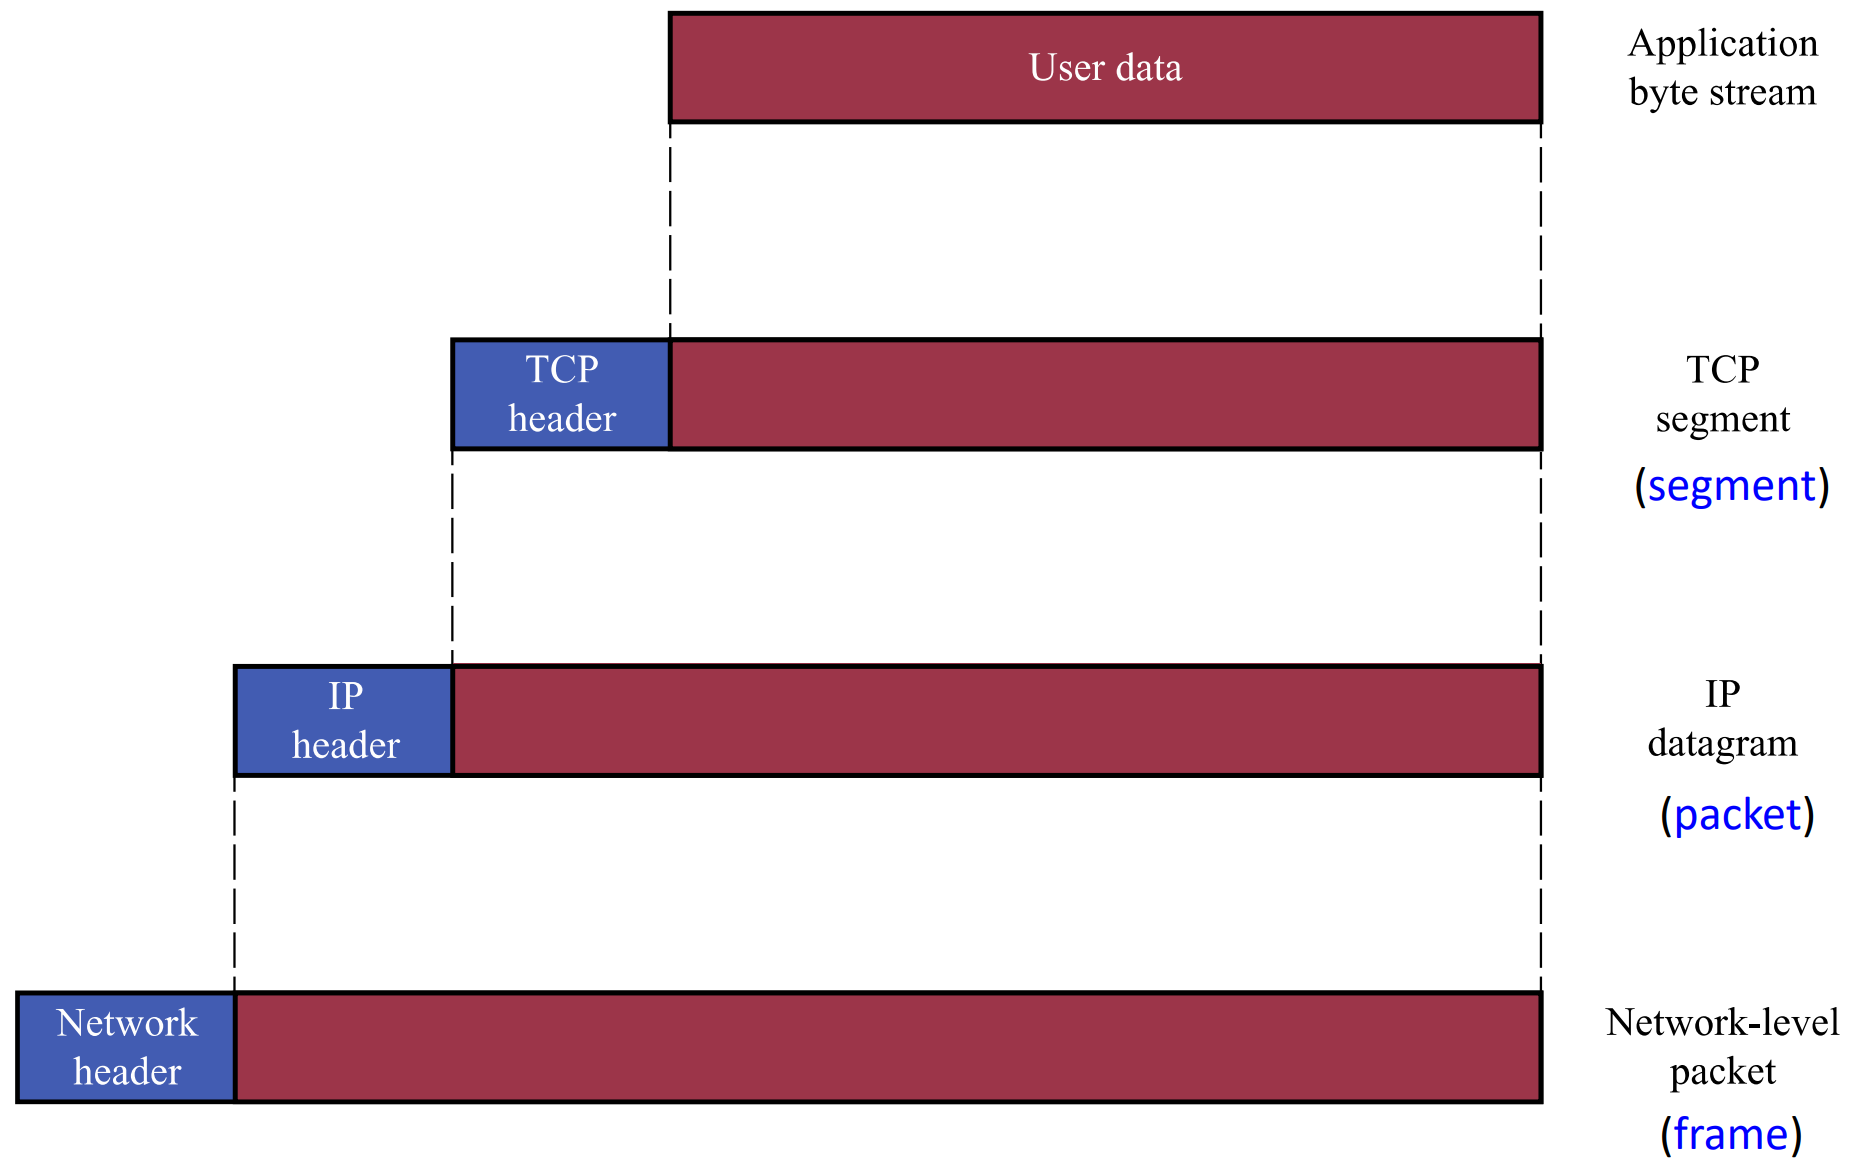 User data
Application
byte stream
TCP
header
TCP
segment
(segment)
IP
header
IP
datagram
(packet)
Network
header
Network-level
packet
(frame)